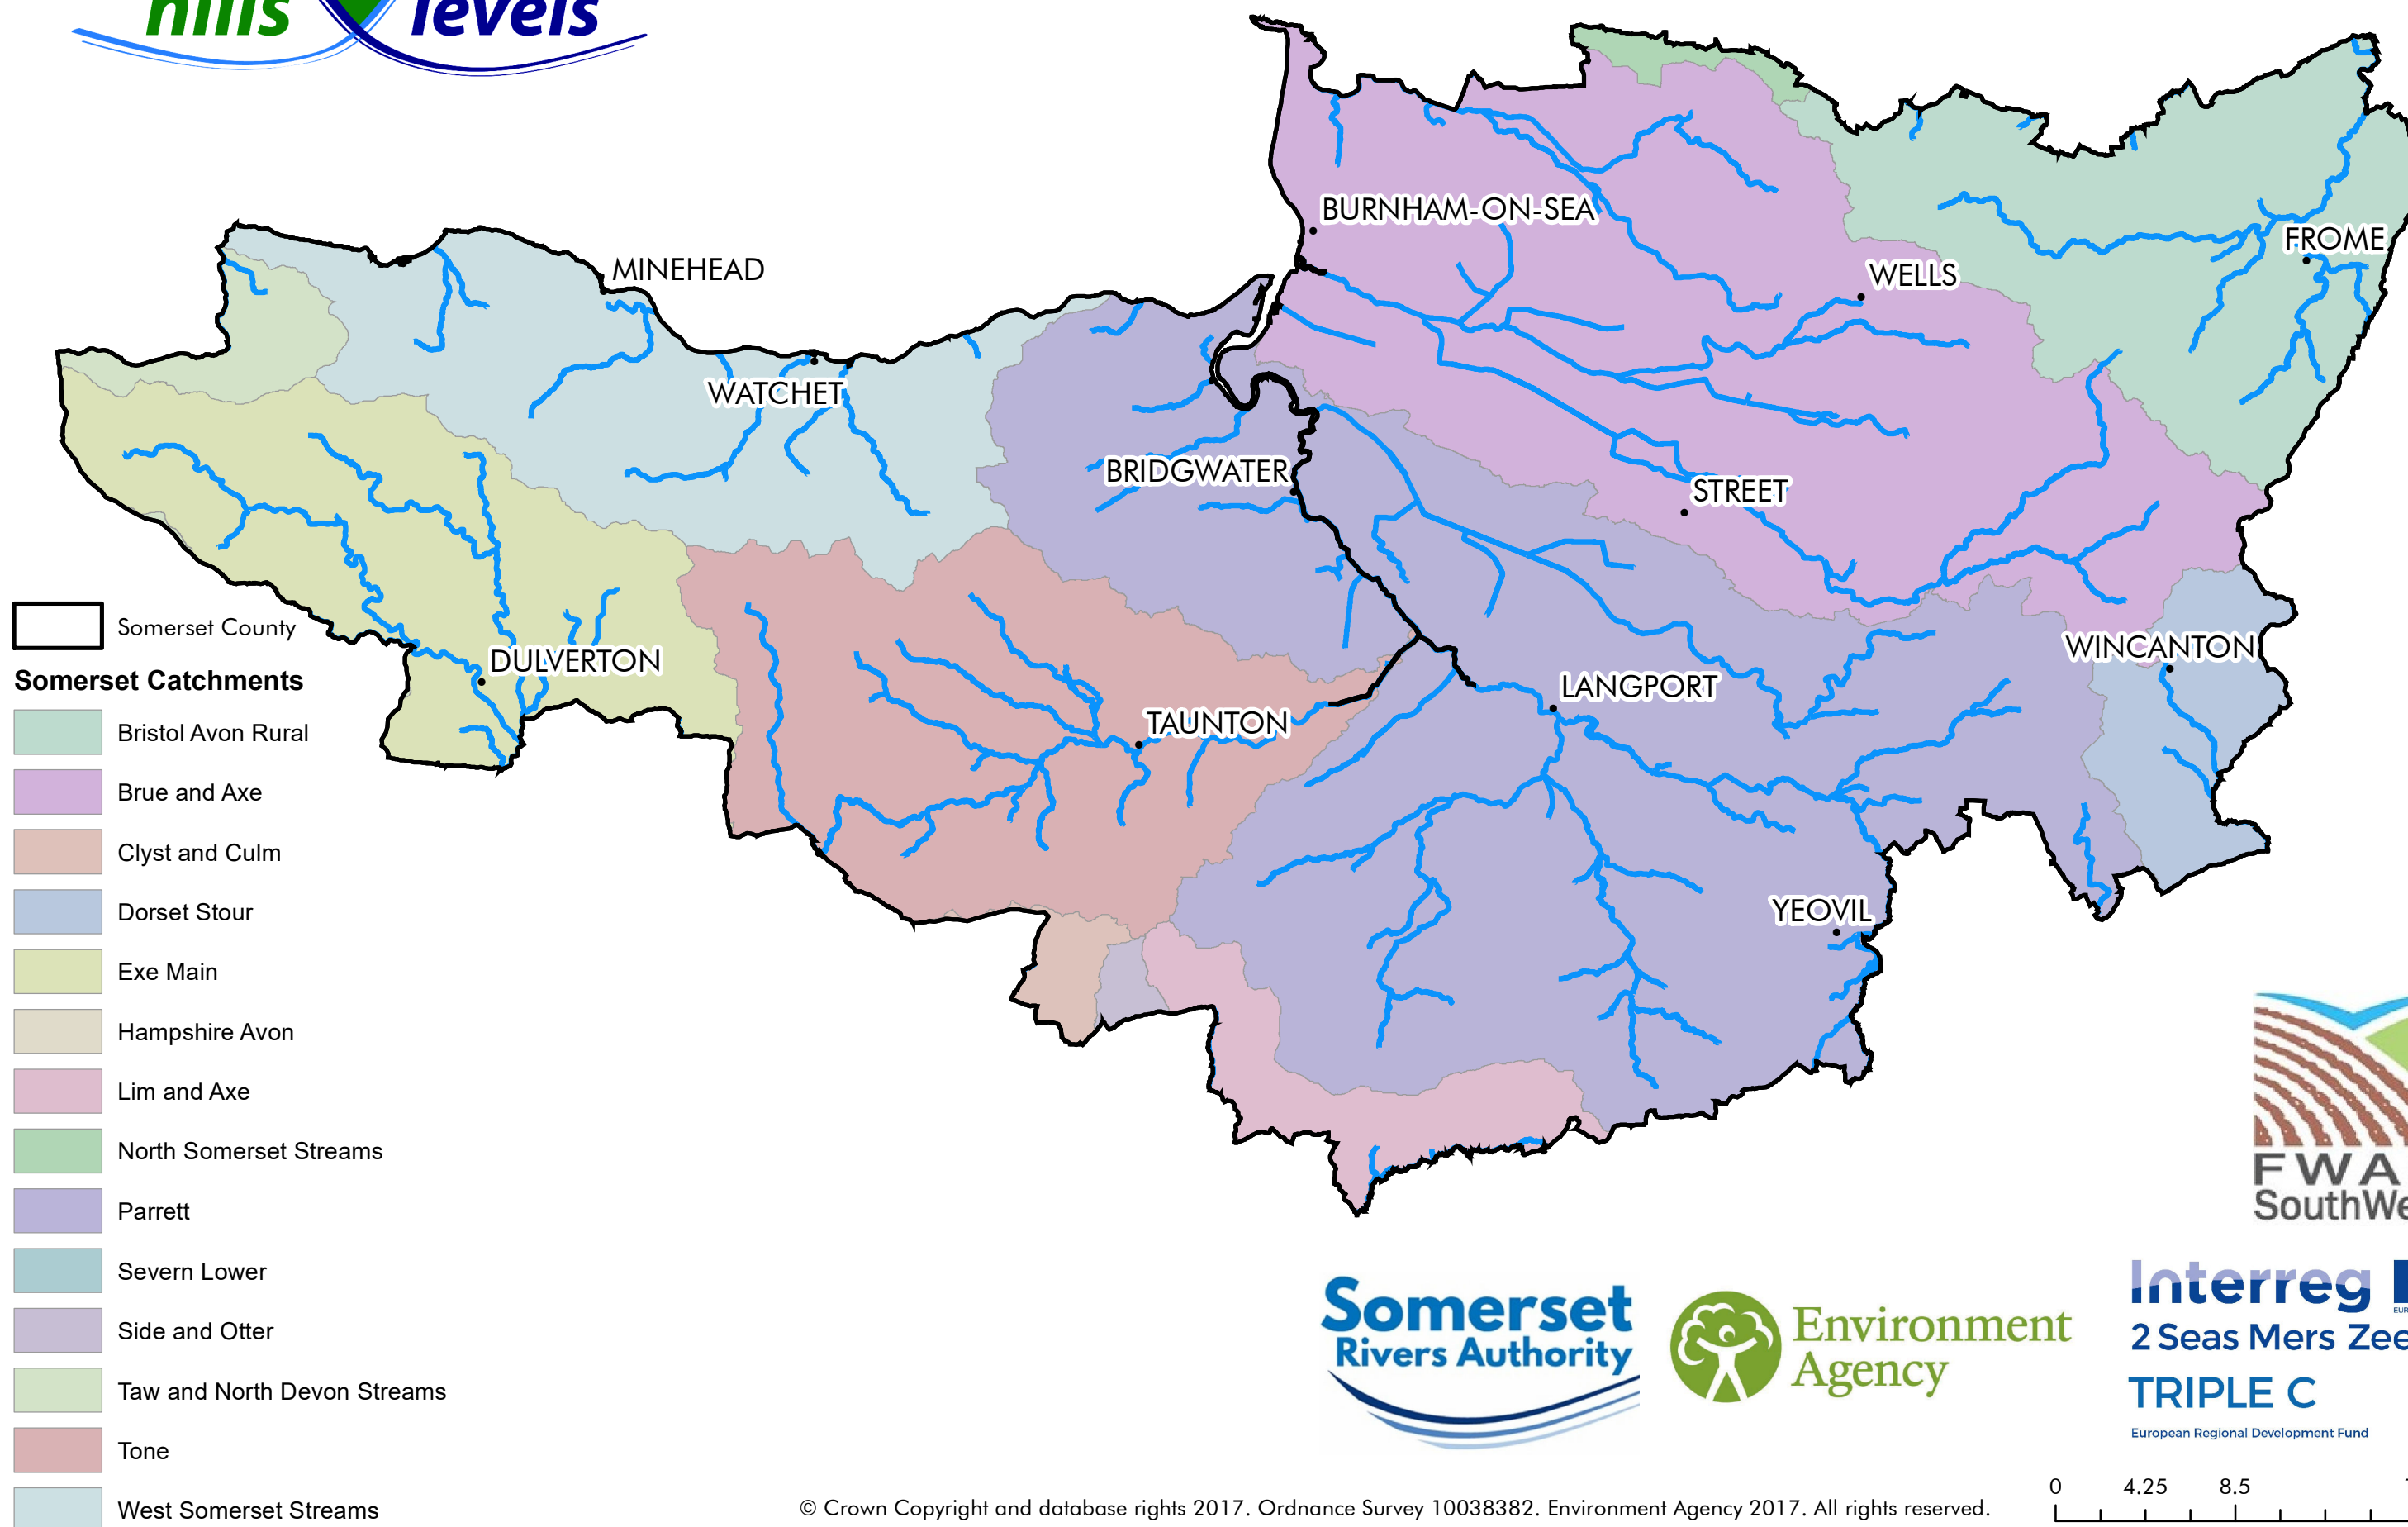 hills levels
BURNHAM-ON-SEA
FROME
MINEHEAD
WELLS
WATCHET
BRIDGWATER
STREET
DULVERTON
WINCANTON
LANGPORT
TAUNTON
YEOVIL
Somerset County
Somerset Catchments
Bristol Avon Rural
Brue and Axe
Clyst and Culm
Dorset Stour
Exe Main
Hampshire Avon
Lim and Axe
North Somerset Streams
Parrett
Severn Lower
Side and Otter
Taw and North Devon Streams
Tone
West Somerset Streams
FWA
SouthWe
Somerset
Rivers Authority
Environment
Agency
Interreg
2 Seas Mers Zee
TRIPLE C
European Regional Development Fund
0 4.25 8.5
© Crown Copyright and database rights 2017. Ordnance Survey 10038382. Environment Agency 2017. All rights reserved.